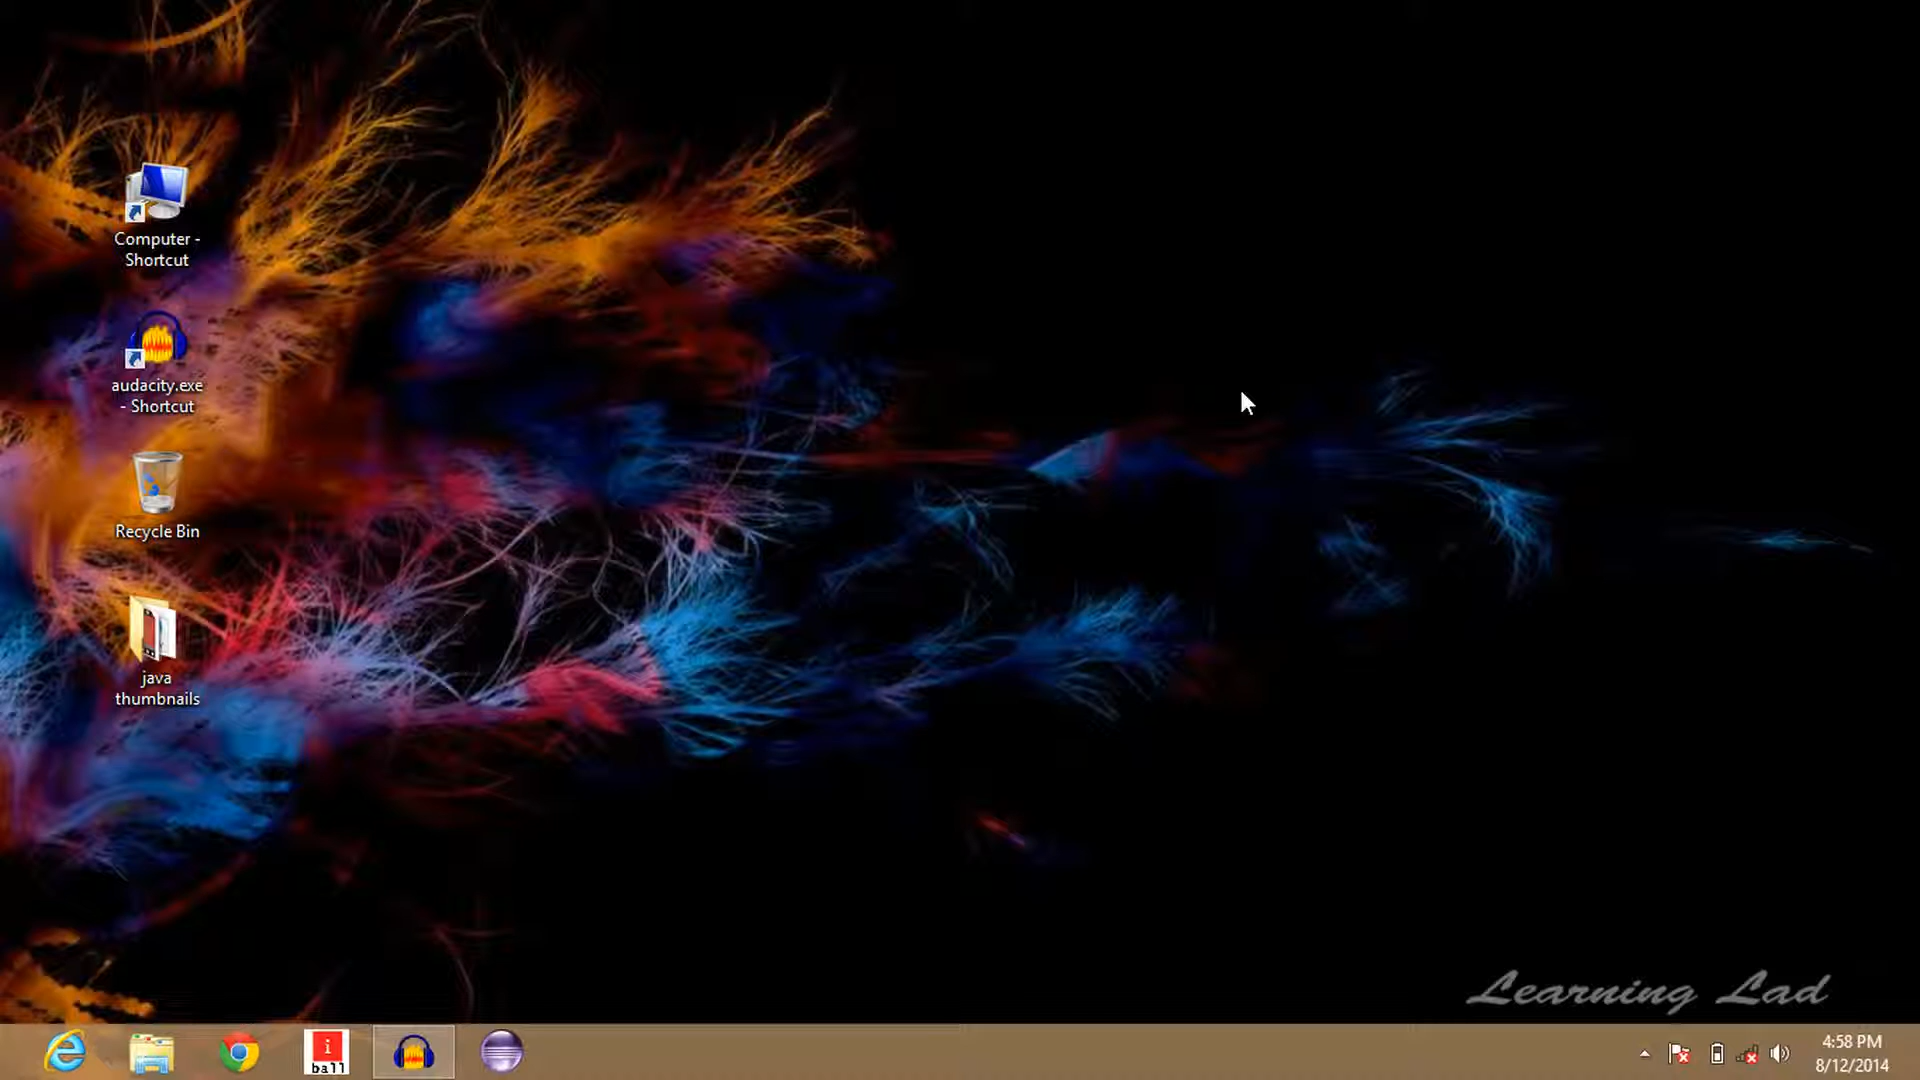 Computer -
Shortcut
audacity.exe
- Shortcut
Recycle Bin
java
thumbnails
Learning Lad
i
ball
4:58 PM
8/12/2014